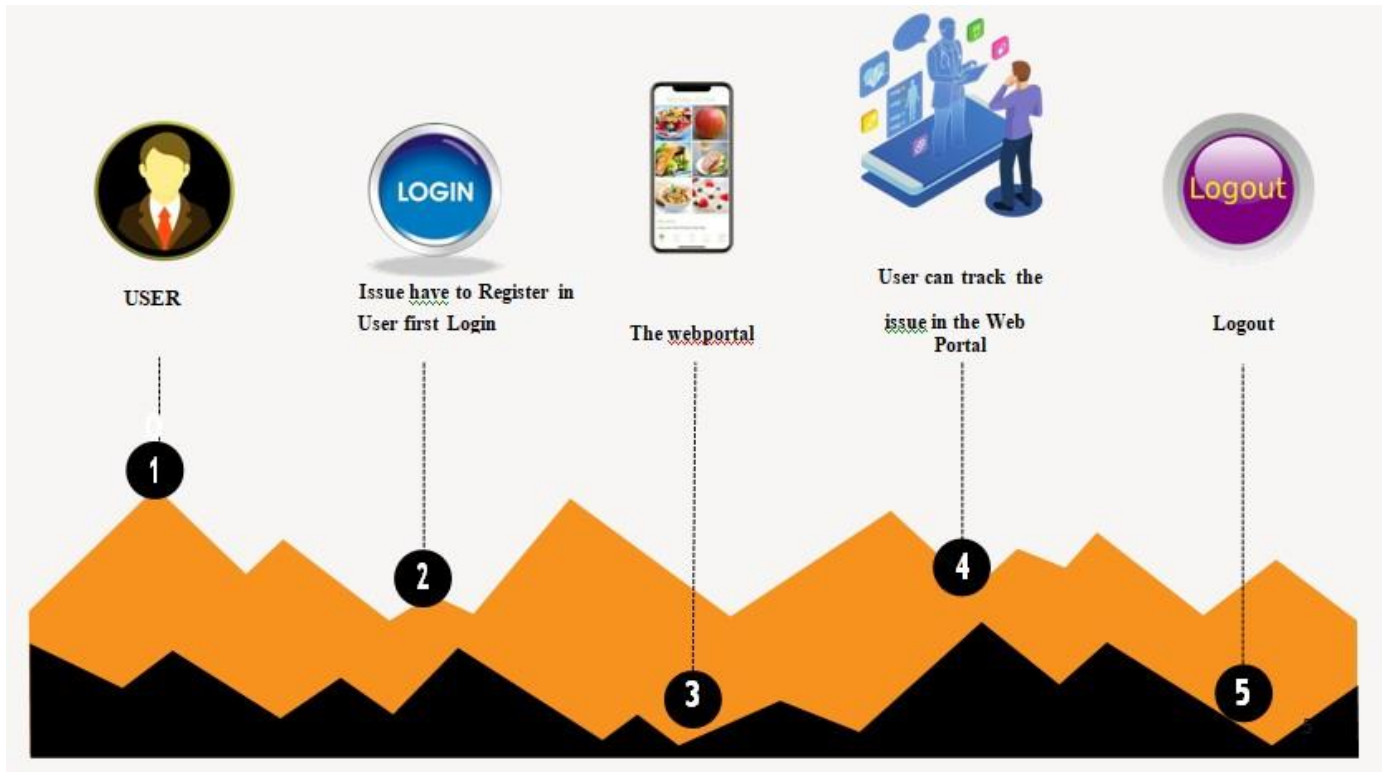 USER
1
LOGIN
Issue have to Register in
User first Login
2
The webportal
3
User can track the
issue in the Web
Portal
4
Logout
Logout
5